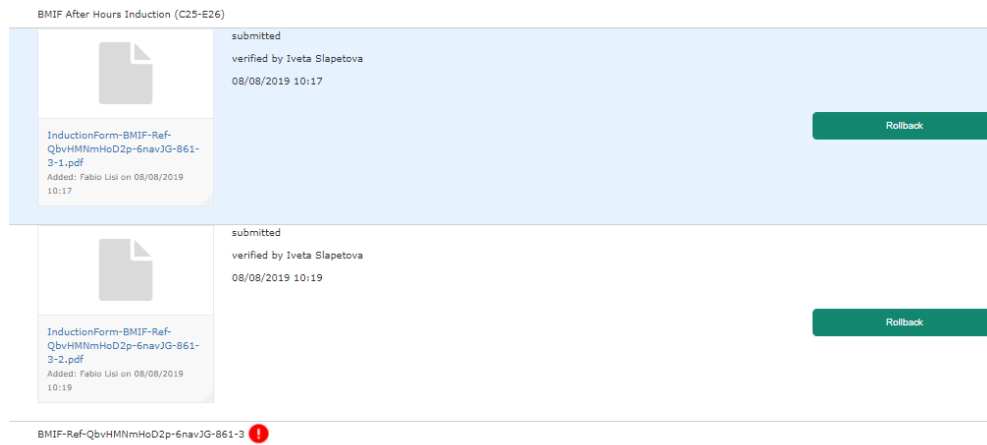 BMIF After Hours Induction (C25-E26)
submitted
verified by Iveta Slapetova
08/08/2019 10:17
Rollback
InductionForm-BMIF-Ref-
QbvHMNmHoD2p-6navJG-861-
3-1.pdf
Added: Fabio Lisi on 08/08/2019
10:17
submitted
verified by Iveta Slapetova
08/08/2019 10:19
Rollback
InductionForm-BMIF-Ref-
QbvHMNmHoD2p-6navJG-861-
3-2.pdf
Added: Fabio Lisi on 08/08/2019
10:19
BMIF-Ref-QbvHMNmHoD2p-6navJG-861-3 !